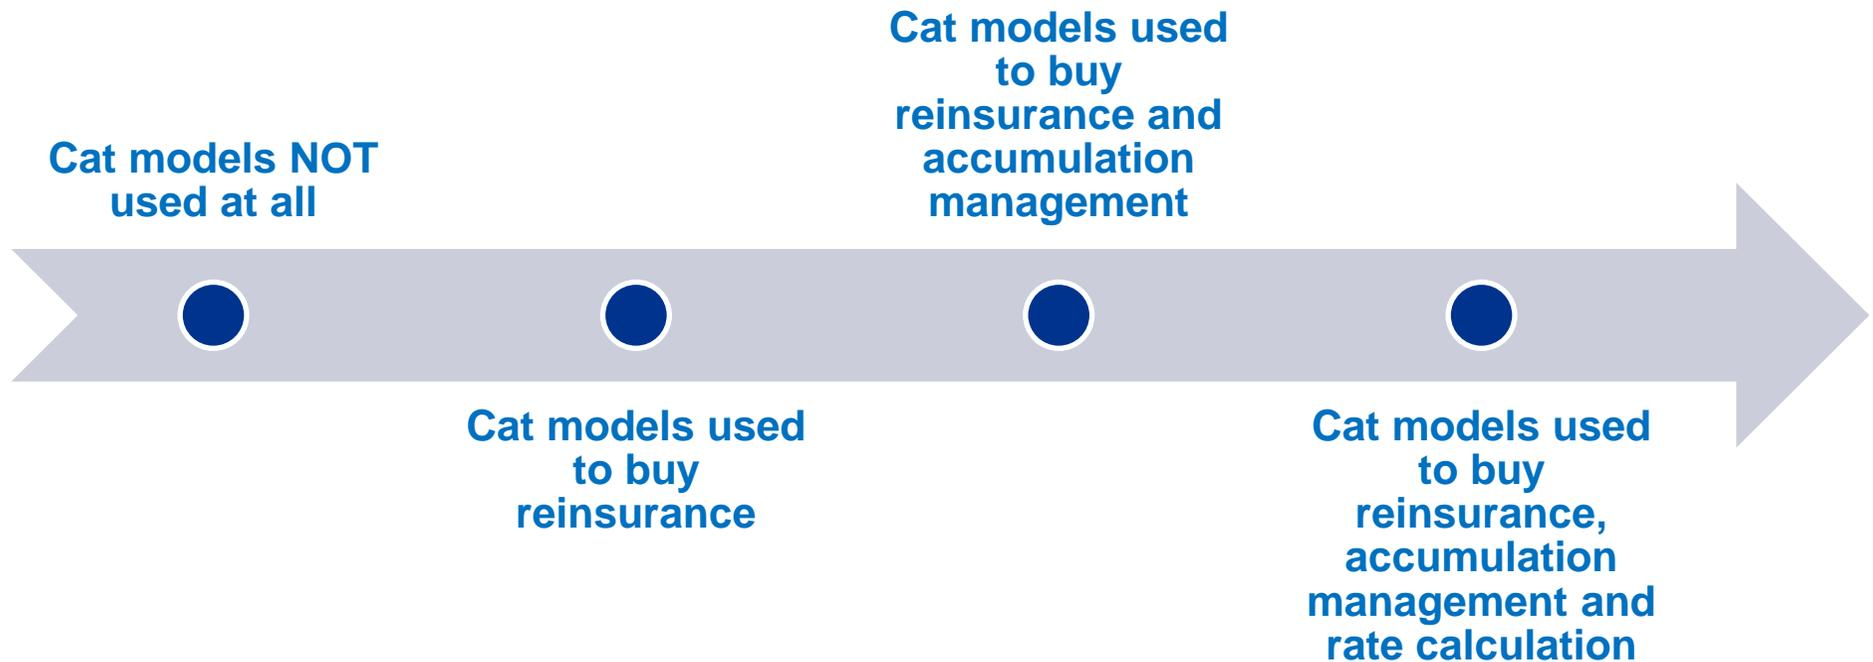 Cat models NOT
used at all
Cat models used
to buy
reinsurance
Cat models used
to buy
reinsurance and
accumulation
management
Cat models used
to buy
reinsurance,
accumulation
management and
rate calculation